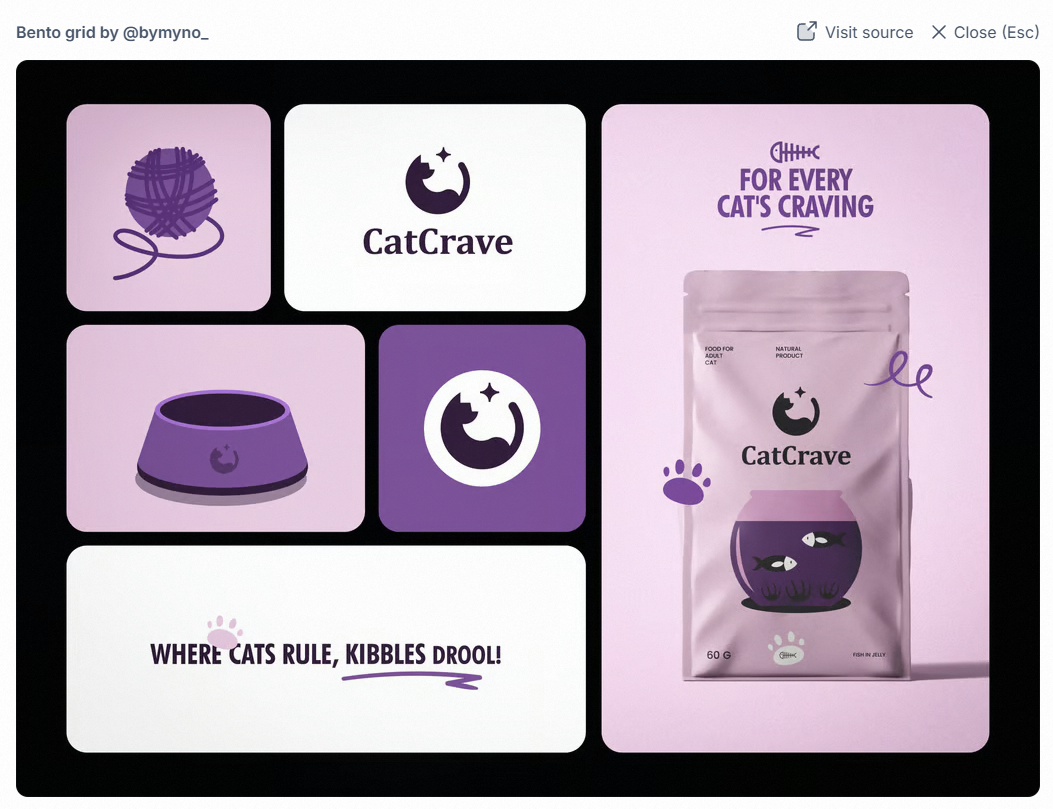 Bento grid by @bymyno_
Visit source
Close (Esc)
CatCrave
WHERE CATS RULE, KIBBLES DROOL!
FOR EVERY
CAT'S CRAVING
FOOD FOR
ADULT
CAT
NATURAL
PRODUCT
CatCrave
60 G
FISH IN JELLY